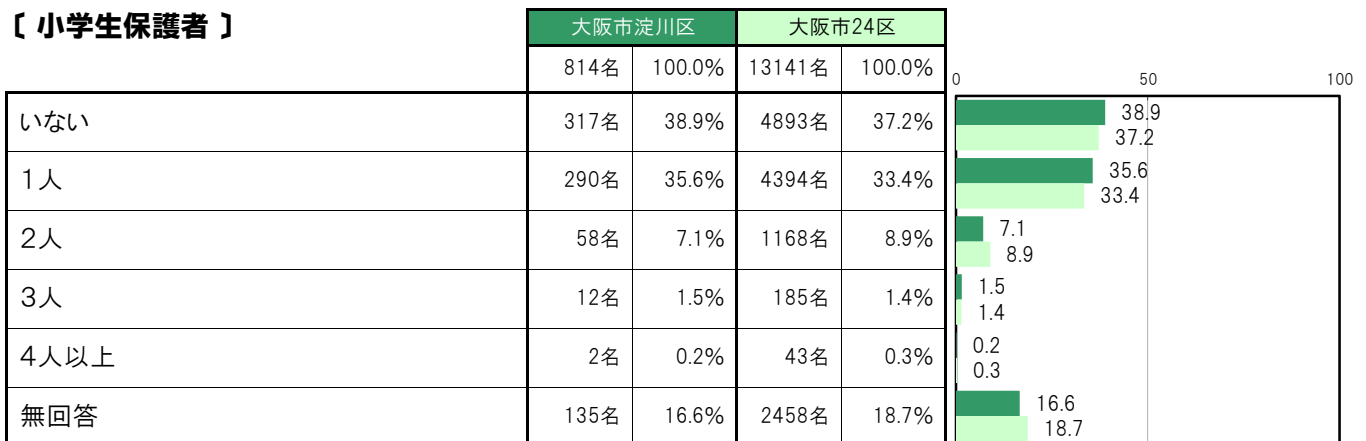 〔 小学生保護者 〕
大阪市淀川区 大阪市24区
814名 100.0% 13141名 100.0%
0 50 100
いない 317名 38.9% 4893名 37.2% 38.9
37.2
1人 290名 35.6% 4394名 33.4% 35.6
33.4
2人 58名 7.1% 1168名 8.9% 7.1
8.9
3人 12名 1.5% 185名 1.4% 1.5
1.4
4人以上 2名 0.2% 43名 0.3% 0.2
0.3
無回答 135名 16.6% 2458名 18.7% 16.6
18.7